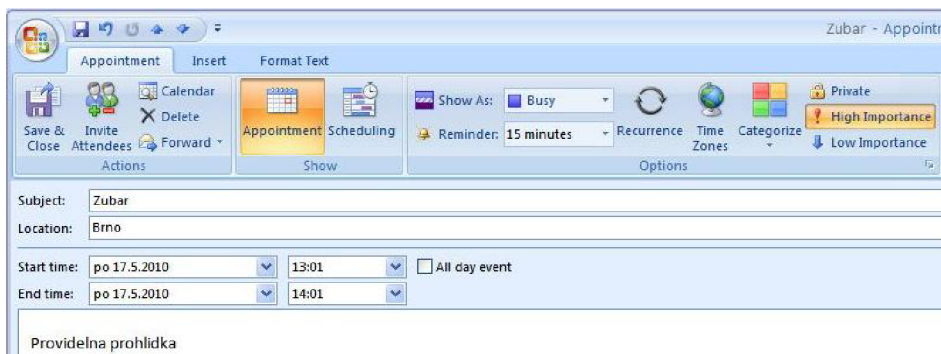 Zubar - Appointm
Appointment Insert Format Text
Save & Close
Invite Attendees
Calendar
Delete
Forward
Actions
Appointment
Scheduling
Show
Show As: Busy
Reminder: 15 minutes
Recurrence
Time Zones
Categorize
Private
High Importance
Low Importance
Options
Subject: Zubar
Location: Brno
Start time: po 17.5.2010 13:01 All day event
End time: po 17.5.2010 14:01
Providelna prohlidka